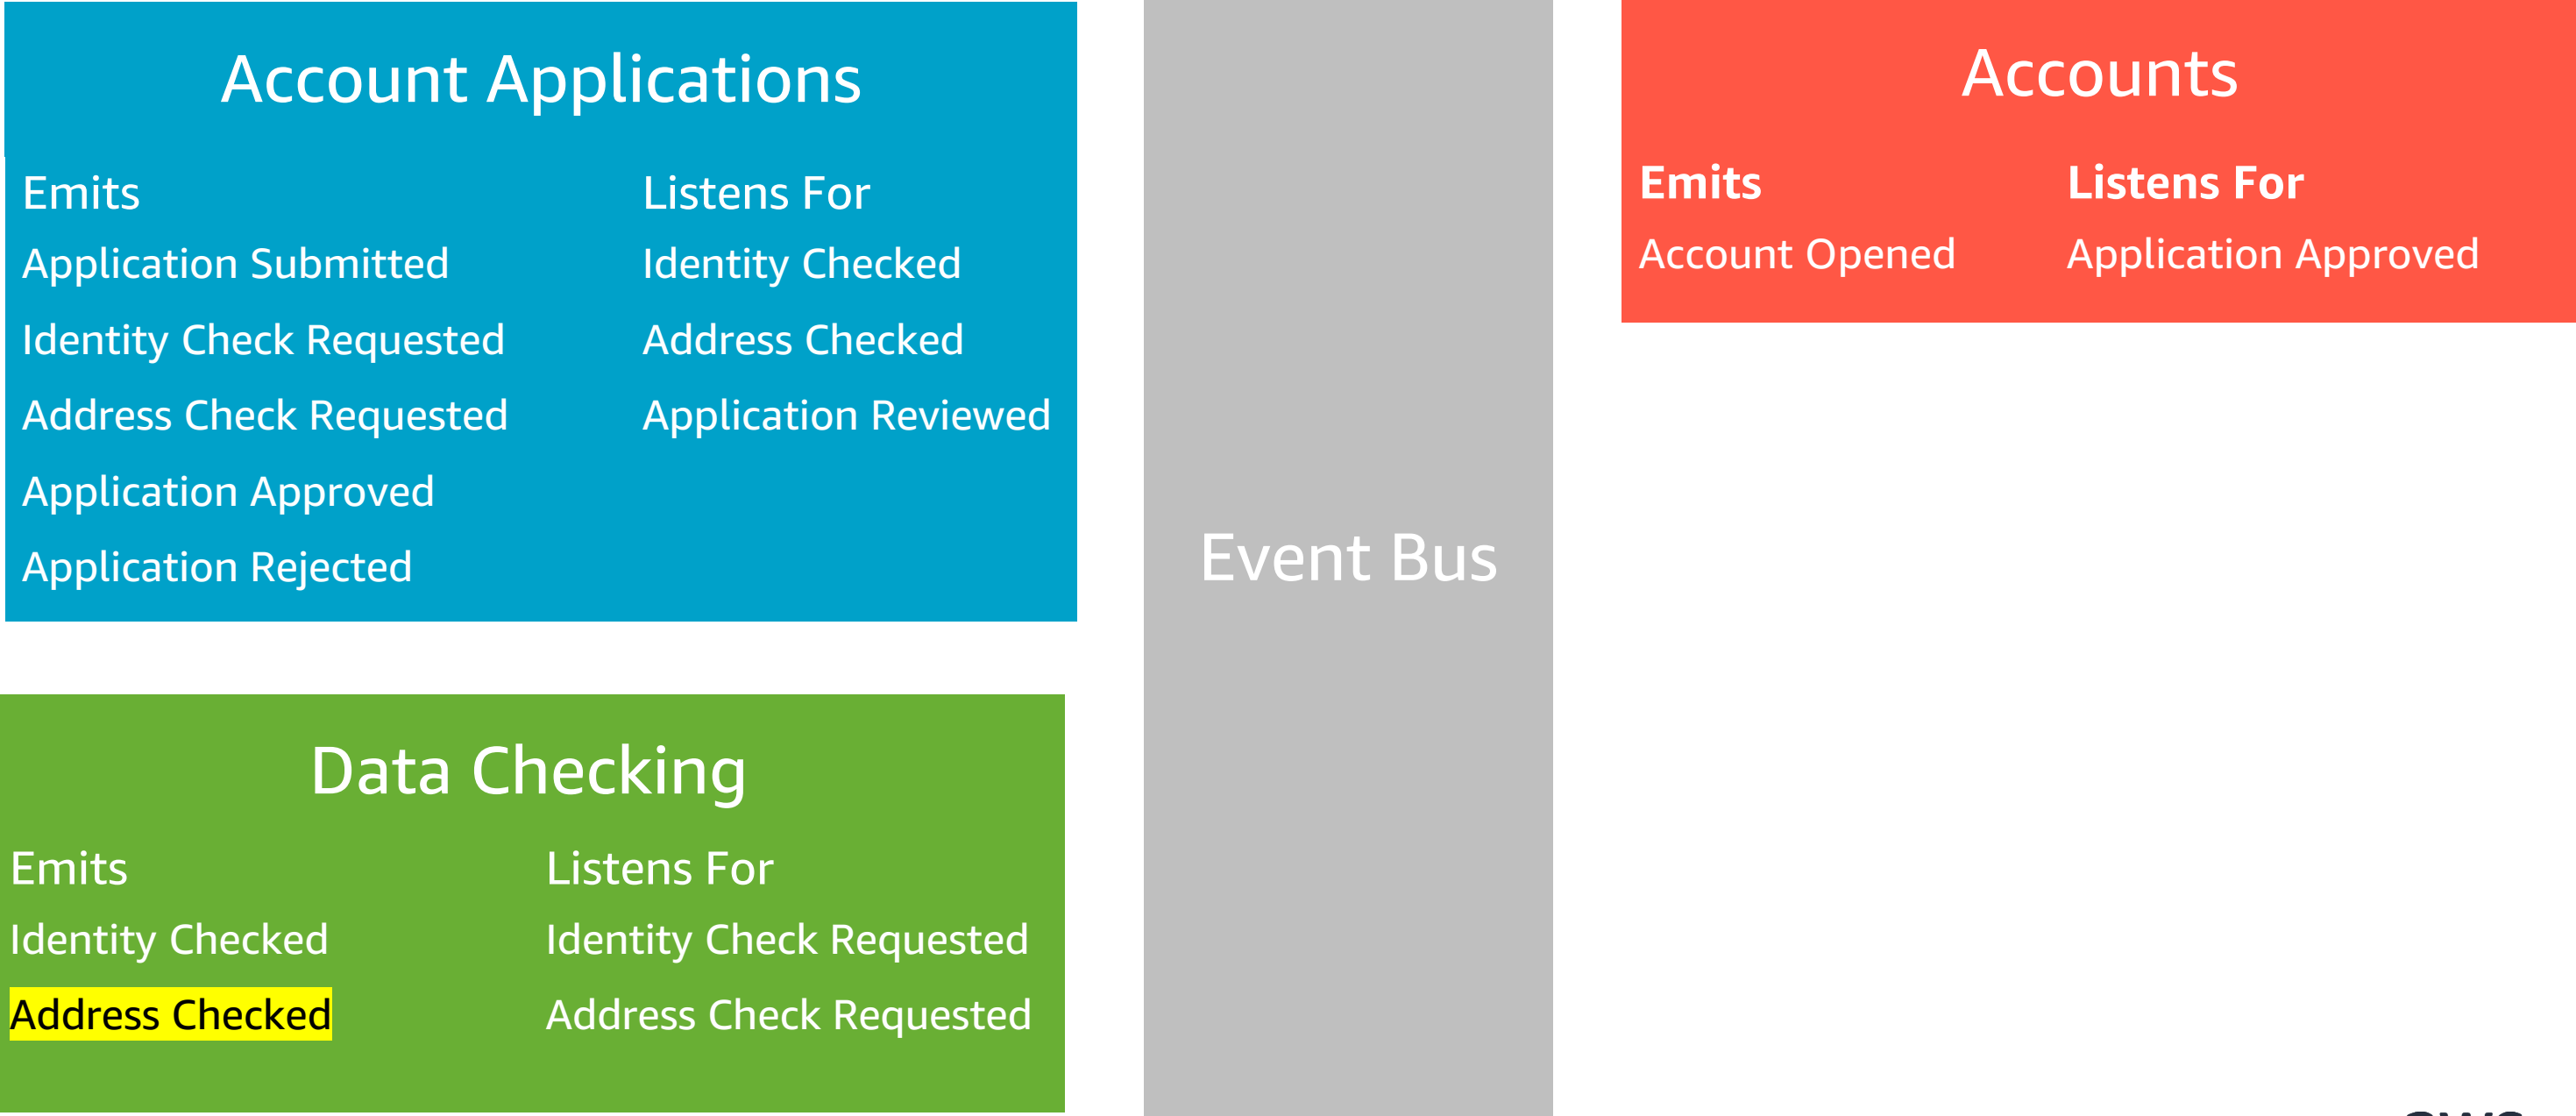 Account Applications
Emits
Listens For
Application Submitted
Identity Checked
Identity Check Requested
Address Checked
Address Check Requested
Application Reviewed
Application Approved
Application Rejected
Data Checking
Emits
Listens For
Identity Checked
Identity Check Requested
Address Checked
Address Check Requested
Event Bus
Accounts
Emits
Listens For
Account Opened
Application Approved